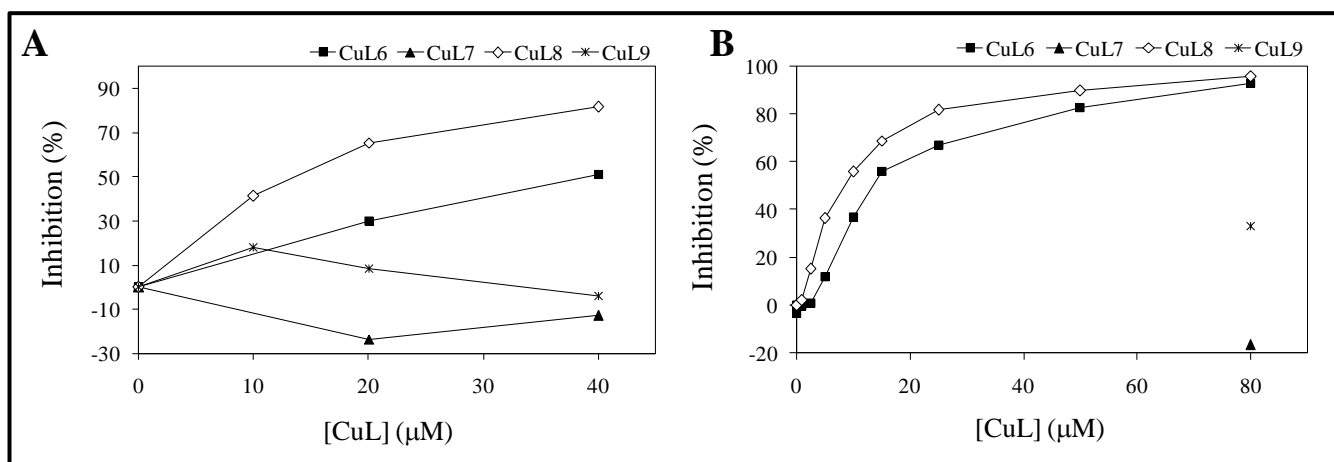 A
CuL6 CuL7 CuL8 CuL9
90
70
50
30
10
-10
-30
Inhibition (%)
0 10 20 30 40
[CuL] (μM)
B
CuL6 CuL7 CuL8 CuL9
100
80
60
40
20
0
-20
Inhibition (%)
0 20 40 60 80
[CuL] (μM)